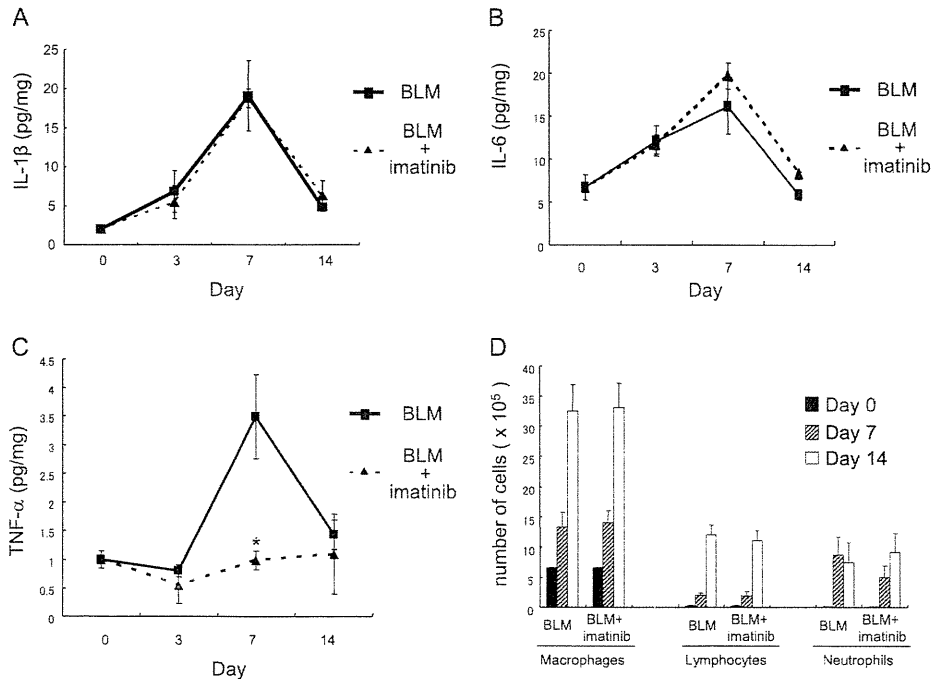 A
IL-1β (pg/mg)
25
20
15
10
5
0
0 3 7 14
Day
BLM
BLM
+
imatinib
B
IL-6 (pg/mg)
25
20
15
10
5
0
0 3 7 14
Day
BLM
BLM
+
imatinib
C
TNF-α (pg/mg)
4.5
4
3.5
3
2.5
2
1.5
1
0.5
0
*
0 3 7 14
Day
BLM
BLM
+
imatinib
D
number of cells ( x 10⁵)
40
35
30
25
20
15
10
5
0
Day 0
Day 7
Day 14
BLM BLM+ BLM BLM+ BLM BLM+
imatinib imatinib imatinib
Macrophages Lymphocytes Neutrophils